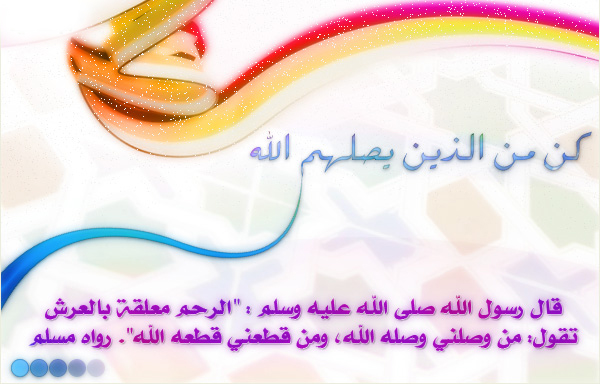 كن من الذين يصلهم الله
قال رسول الله صلى الله عليه وسلم : "الرحم معلقة بالعرش
تقول: من وصلني وصله الله، ومن قطعني قطعه الله". رواه مسلم